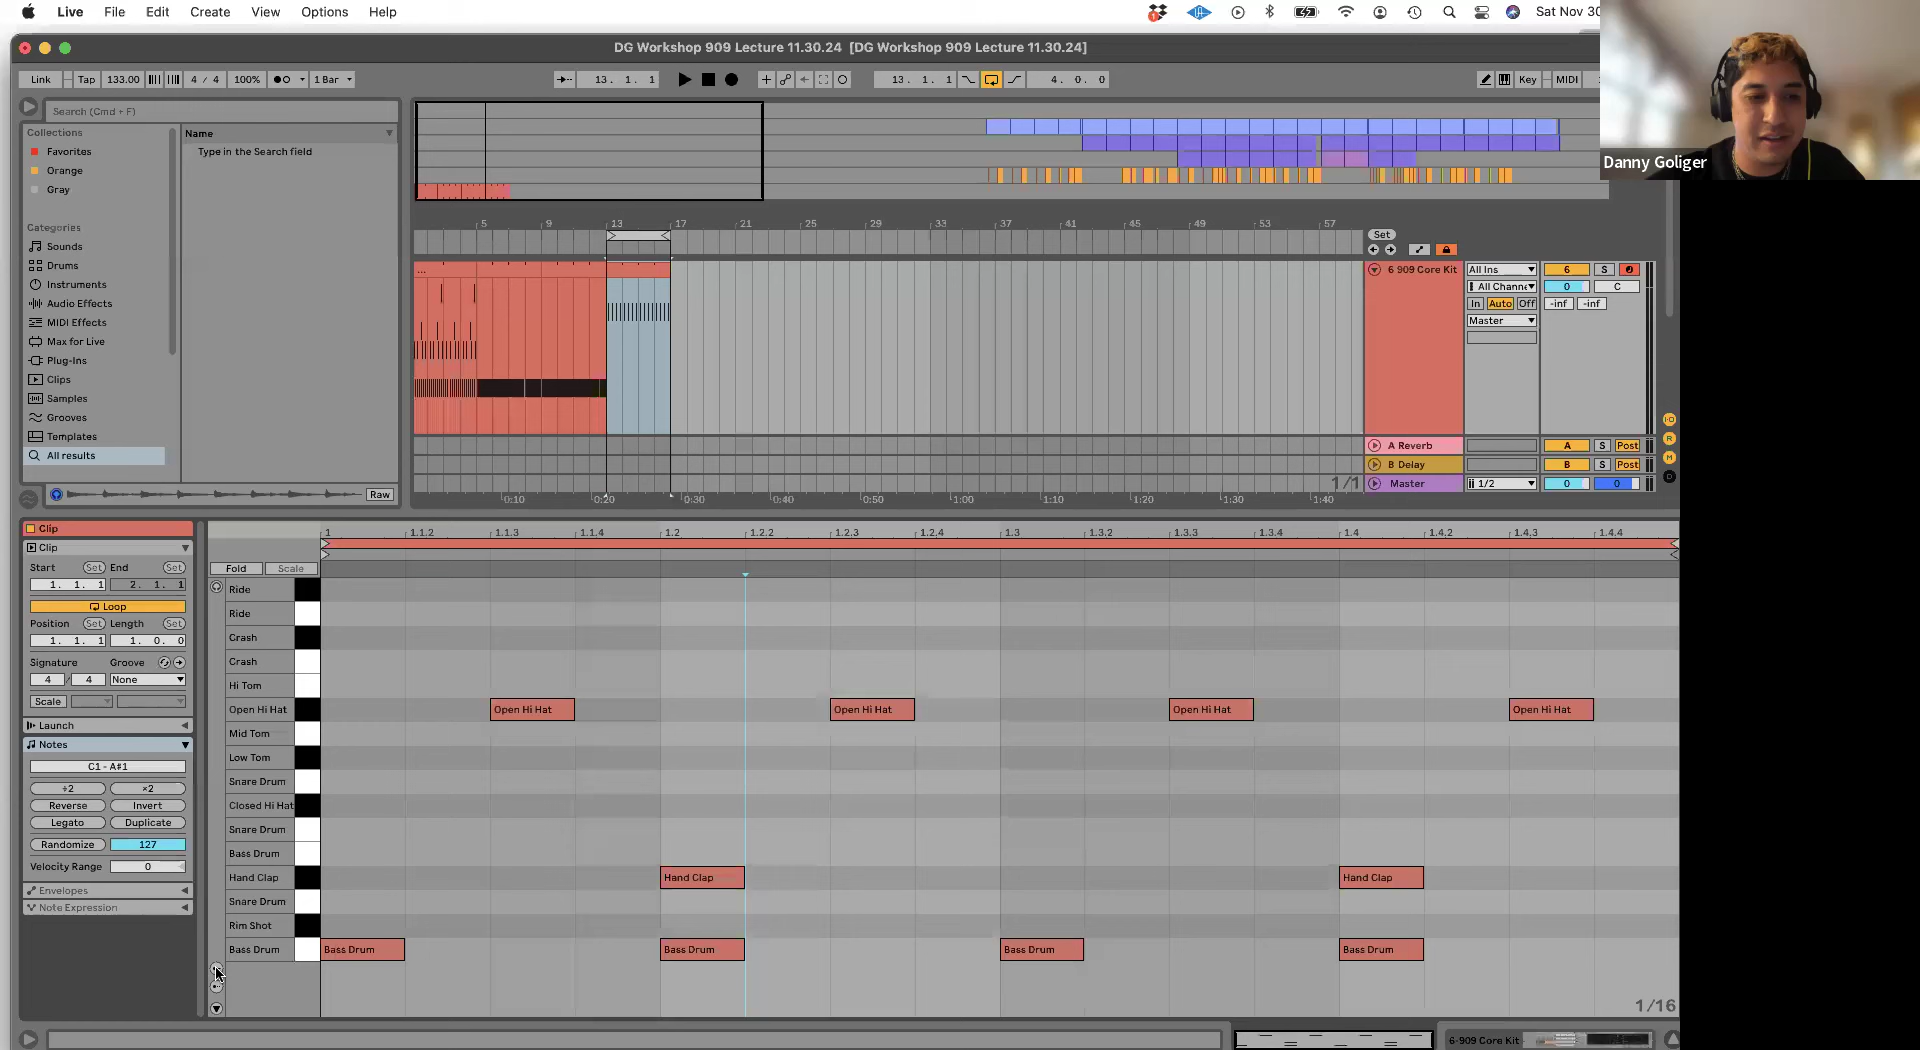 Live File Edit Create View Options Help
1
Sat Nov 30
DG Workshop 909 Lecture 11.30.24 [DG Workshop 909 Lecture 11.30.24]
Link Tap 133.00 4 / 4 100% 1 Bar 13. 1. 1 13. 1. 1 4. 0. 0 Key MIDI
Danny Goliger
Search (Cmd + F)
Collections Name
Favorites Type in the Search field
Orange
Gray
Categories
Sounds
Drums
Instruments
Audio Effects
MIDI Effects
Max for Live
Plug-Ins
Clips
Samples
Grooves
Templates
All results
Raw
5 9 13 17 21 25 29 33 37 41 45 49 53 57
Set
...
6 909 Core Kit All Ins 6 S
All Channe 0 C
In Auto Off -inf -inf
Master
A Reverb A S Post
B Delay B S Post
Master 1/2 0 0
1/1
0:10 0:20 0:30 0:40 0:50 1:00 1:10 1:20 1:30 1:40
Clip
Clip
Start Set End Set
1. 1. 1 2. 1. 1
Loop
Position Set Length Set
1. 1. 1 1. 0. 0
Signature Groove
4 / 4 None
Scale
Launch
Notes
C1 - A#1
÷2 ×2
Reverse Invert
Legato Duplicate
Randomize 127
Velocity Range 0
Envelopes
Note Expression
1 1.1.2 1.1.3 1.1.4 1.2 1.2.2 1.2.3 1.2.4 1.3 1.3.2 1.3.3 1.3.4 1.4 1.4.2 1.4.3 1.4.4
Fold Scale
Ride
Ride
Crash
Crash
Hi Tom
Open Hi Hat Open Hi Hat Open Hi Hat Open Hi Hat Open Hi Hat
Mid Tom
Low Tom
Snare Drum
Closed Hi Hat
Snare Drum
Bass Drum
Hand Clap Hand Clap Hand Clap
Snare Drum
Rim Shot
Bass Drum Bass Drum Bass Drum Bass Drum Bass Drum
1/16
6-909 Core Kit